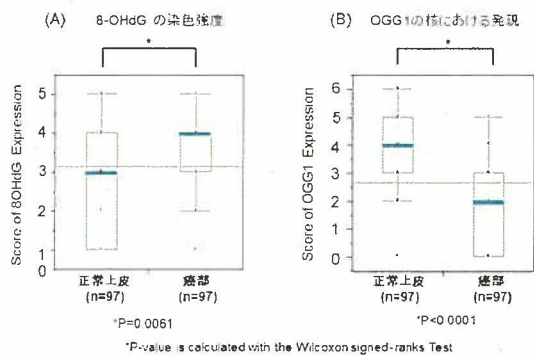 (A) 8-OHdG の染色強度
*
Score of 8OHdG Expression
5
4
3
2
1
0
正常上皮 癌部
(n=97) (n=97)
*P=0.0061
(B) OGG1の核における発現
*
Score of OGG1 Expression
6
5
4
3
2
1
0
正常上皮 癌部
(n=97) (n=97)
*P<0.0001
*P-value is calculated with the Wilcoxon signed-ranks Test